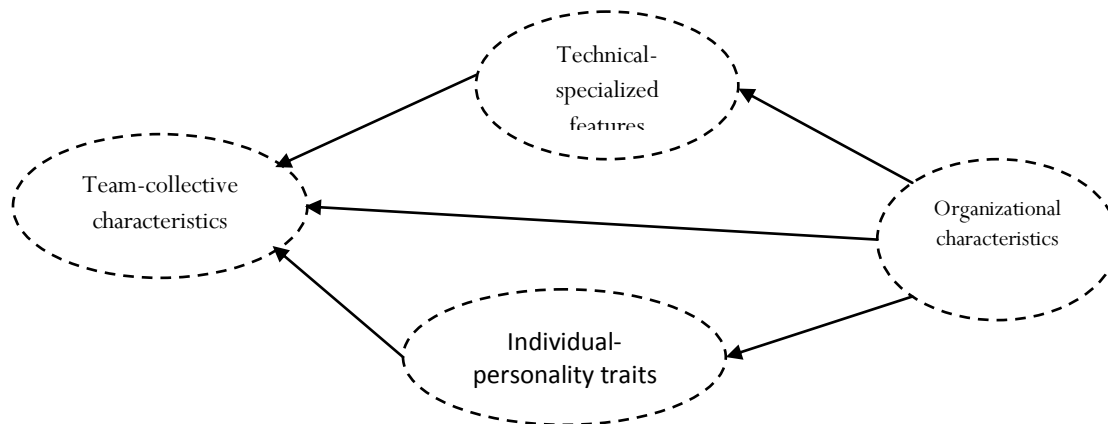 Technical-
specialized
features
Team-collective
characteristics
Organizational
characteristics
Individual-
personality traits